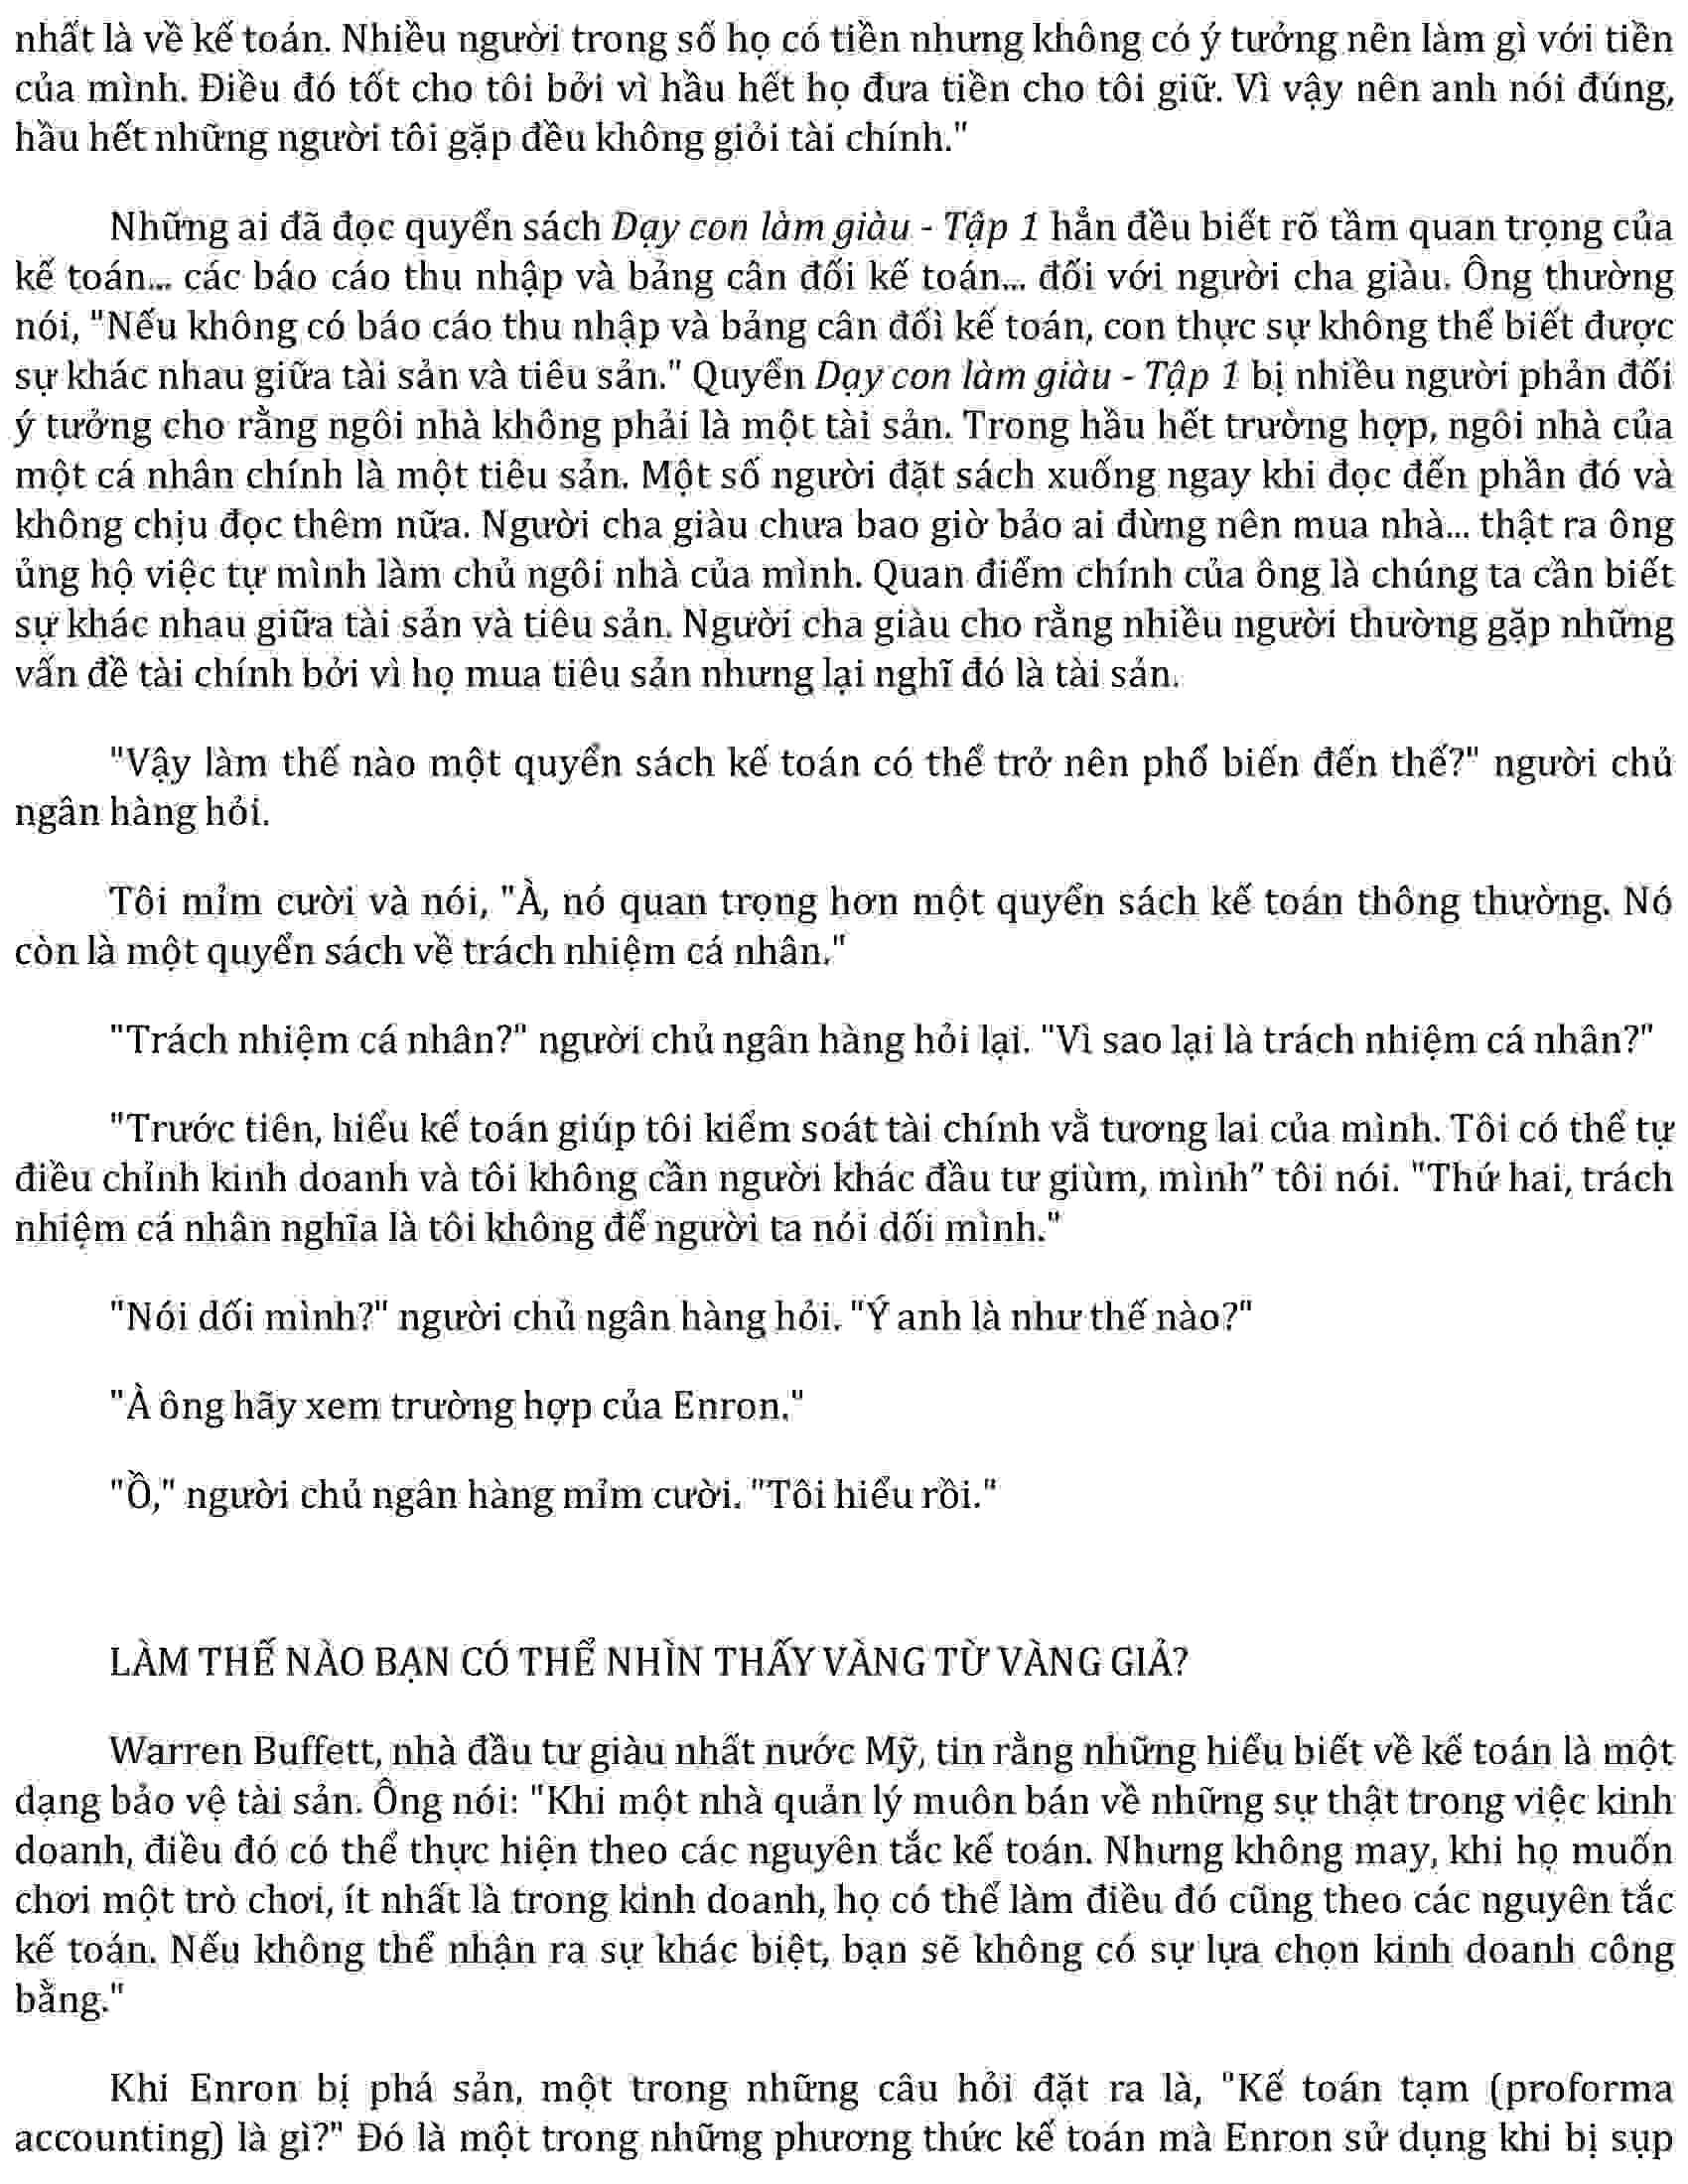 nhất là về kế toán. Nhiều người trong số họ có tiền nhưng không có ý tưởng nên làm gì với tiền
của mình. Điều đó tốt cho tôi bởi vì hầu hết họ đưa tiền cho tôi giữ. Vì vậy nên anh nói đúng,
hầu hết những người tôi gặp đều không giỏi tài chính."
Những ai đã đọc quyển sách Dạy con làm giàu - Tập 1 hẳn đều biết rõ tầm quan trọng của
kế toán... các báo cáo thu nhập và bảng cân đối kế toán... đối với người cha giàu. Ông thường
nói, "Nếu không có báo cáo thu nhập và bảng cân đối kế toán, con thực sự không thể biết được
sự khác nhau giữa tài sản và tiêu sản." Quyển Dạy con làm giàu - Tập 1 bị nhiều người phản đối
ý tưởng cho rằng ngôi nhà không phải là một tài sản. Trong hầu hết trường hợp, ngôi nhà của
một cá nhân chính là một tiêu sản. Một số người đặt sách xuống ngay khi đọc đến phần đó và
không chịu đọc thêm nữa. Người cha giàu chưa bao giờ bảo ai đừng nên mua nhà... thật ra ông
ủng hộ việc tự mình làm chủ ngôi nhà của mình. Quan điểm chính của ông là chúng ta cần biết
sự khác nhau giữa tài sản và tiêu sản. Người cha giàu cho rằng nhiều người thường gặp những
vấn đề tài chính bởi vì họ mua tiêu sản nhưng lại nghĩ đó là tài sản.
"Vậy làm thế nào một quyển sách kế toán có thể trở nên phổ biến đến thế?" người chủ
ngân hàng hỏi.
Tôi mỉm cười và nói, "À, nó quan trọng hơn một quyển sách kế toán thông thường. Nó
còn là một quyển sách về trách nhiệm cá nhân."
"Trách nhiệm cá nhân?" người chủ ngân hàng hỏi lại. "Vì sao lại là trách nhiệm cá nhân?"
"Trước tiên, hiểu kế toán giúp tôi kiểm soát tài chính vằ tương lai của mình. Tôi có thể tự
điều chỉnh kinh doanh và tôi không cần người khác đầu tư giùm, mình” tôi nói. "Thứ hai, trách
nhiệm cá nhân nghĩa là tôi không để người ta nói dối mình."
"Nói dối mình?" người chủ ngân hàng hỏi. "Ý anh là như thế nào?"
"À ông hãy xem trường hợp của Enron."
"Ồ," người chủ ngân hàng mỉm cười. "Tôi hiểu rồi."
LÀM THẾ NÀO BẠN CÓ THỂ NHÌN THẤY VÀNG TỪ VÀNG GIẢ?
Warren Buffett, nhà đầu tư giàu nhất nước Mỹ, tin rằng những hiểu biết về kế toán là một
dạng bảo vệ tài sản. Ông nói: "Khi một nhà quản lý muôn bán về những sự thật trong việc kinh
doanh, điều đó có thể thực hiện theo các nguyên tắc kế toán. Nhưng không may, khi họ muốn
chơi một trò chơi, ít nhất là trong kinh doanh, họ có thể làm điều đó cũng theo các nguyên tắc
kế toán. Nếu không thể nhận ra sự khác biệt, bạn sẽ không có sự lựa chọn kinh doanh công
bằng."
Khi Enron bị phá sản, một trong những câu hỏi đặt ra là, "Kế toán tạm (proforma
accounting) là gì?" Đó là một trong những phương thức kế toán mà Enron sử dụng khi bị sụp